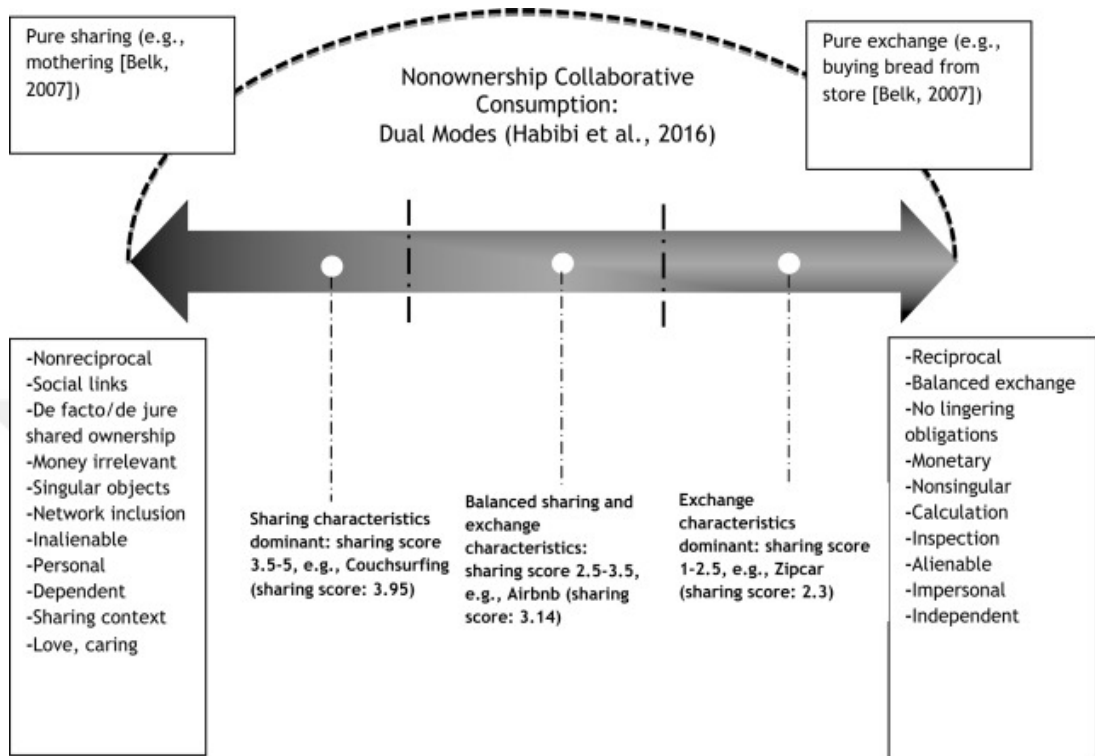 Pure sharing (e.g.,
mothering [Belk,
2007])
Nonownership Collaborative
Consumption:
Dual Modes (Habibi et al., 2016)
Pure exchange (e.g.,
buying bread from
store [Belk, 2007])
-Nonreciprocal
-Social links
-De facto/de jure
shared ownership
-Money irrelevant
-Singular objects
-Network inclusion
-Inalienable
-Personal
-Dependent
-Sharing context
-Love, caring
Sharing characteristics
dominant: sharing score
3.5-5, e.g., Couchsurfing
(sharing score: 3.95)
Balanced sharing and
exchange
characteristics:
sharing score 2.5-3.5,
e.g., Airbnb (sharing
score: 3.14)
Exchange
characteristics
dominant: sharing score
1-2.5, e.g., Zipcar
(sharing score: 2.3)
-Reciprocal
-Balanced exchange
-No lingering
obligations
-Monetary
-Nonsingular
-Calculation
-Inspection
-Alienable
-Impersonal
-Independent